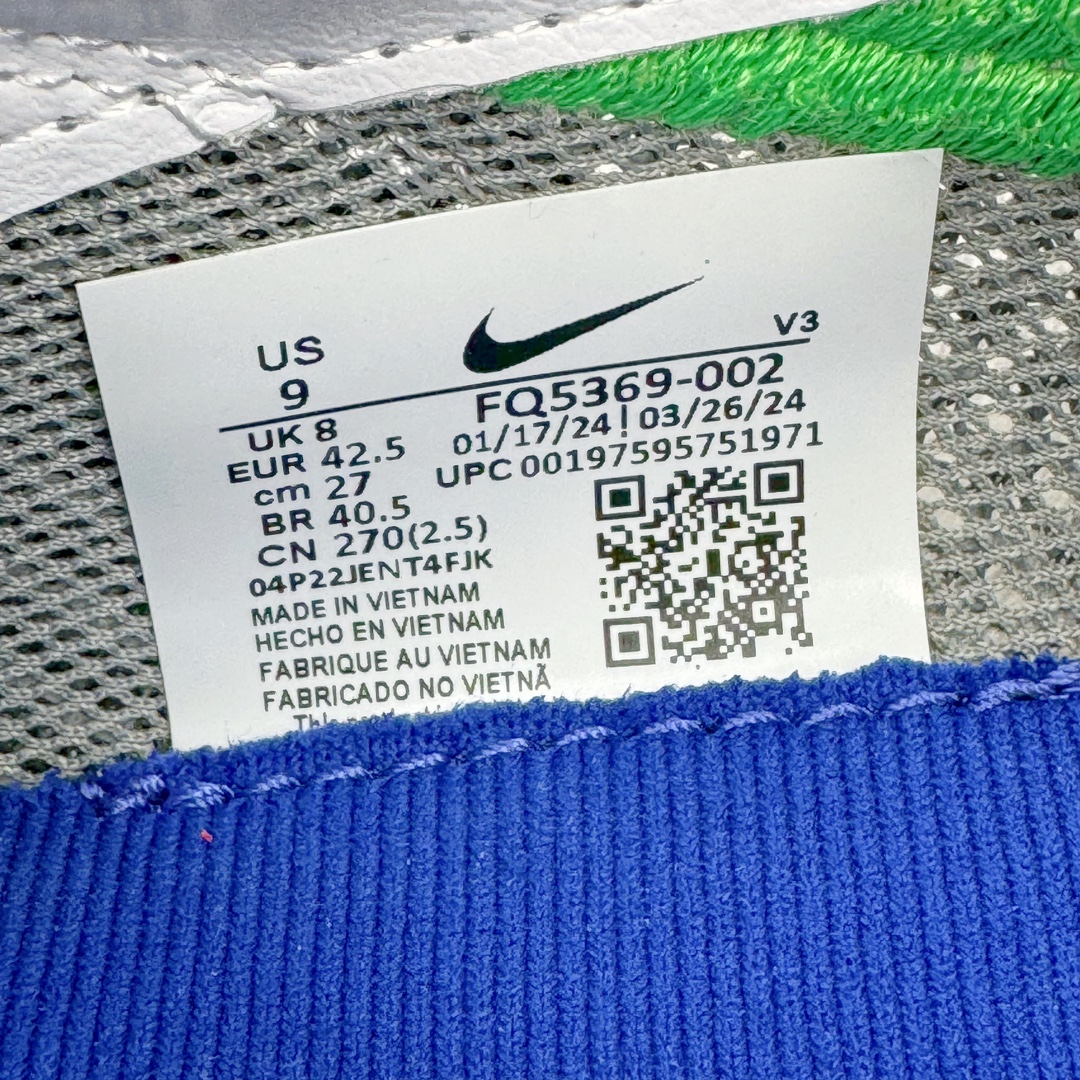 US
9
V3
UK 8
EUR 42.5
cm 27
BR 40.5
CN 270(2.5)
04P22JENT4FJK
MADE IN VIETNAM
HECHO EN VIETNAM
FABRIQUE AU VIETNAM
FABRICADO NO VIETNÃ
This
FQ5369-002
01/17/24 | 03/26/24
UPC 00197595751971